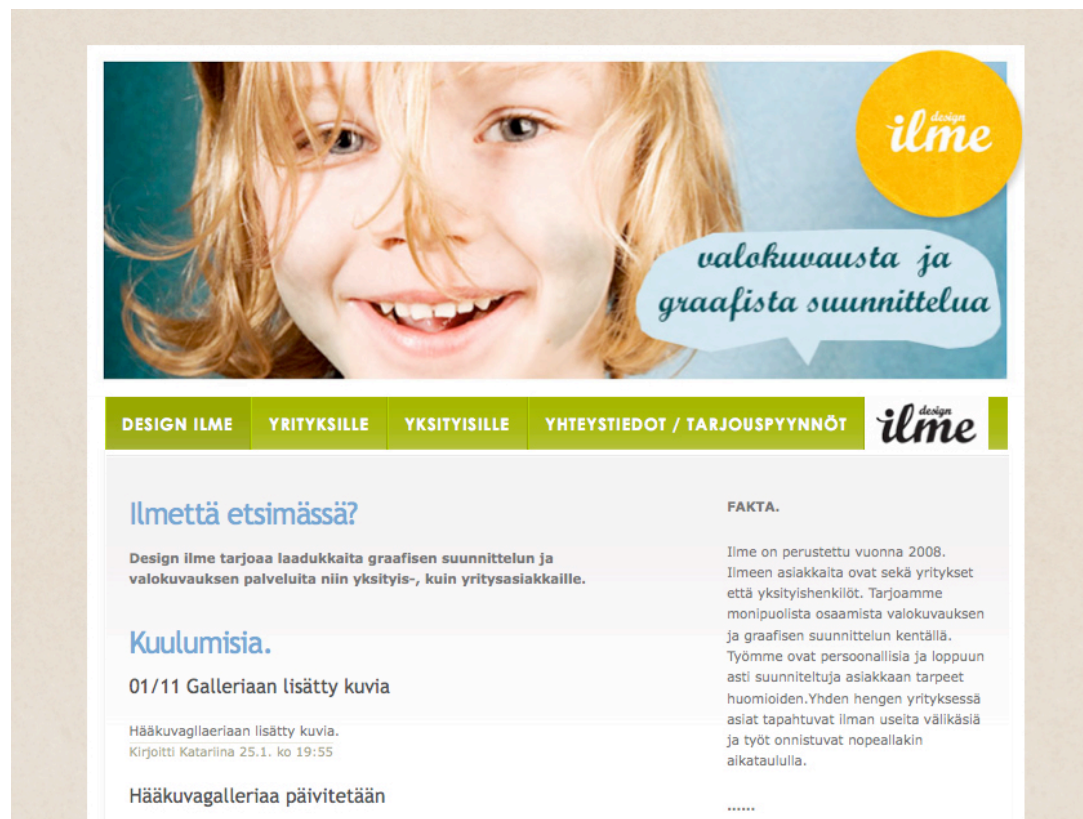 design
ilme
valokuvausta ja
graafista suunnittelua
DESIGN ILME
YRITYKSILLE
YKSITYISILLE
YHTEYSTIEDOT / TARJOUSPYYNNÖT
design
ilme
Ilmettä etsimässä?
Design ilme tarjoaa laadukkaita graafisen suunnittelun ja
valokuvauksen palveluita niin yksityis-, kuin yritysasiakkaille.
Kuulumisia.
01/11 Galleriaan lisätty kuvia
Hääkuvagllaeriaan lisätty kuvia.
Kirjoitti Katariina 25.1. ko 19:55
Hääkuvagalleriaa päivitetään
FAKTA.
Ilme on perustettu vuonna 2008.
Ilmeen asiakkaita ovat sekä yritykset
että yksityishenkilöt. Tarjoamme
monipuolista osaamista valokuvauksen
ja graafisen suunnittelun kentällä.
Työmme ovat persoonallisia ja loppuun
asti suunniteltuja asiakkaan tarpeet
huomioiden.Yhden hengen yrityksessä
asiat tapahtuvat ilman useita välikäsiä
ja työt onnistuvat nopeallakin
aikataululla.
......